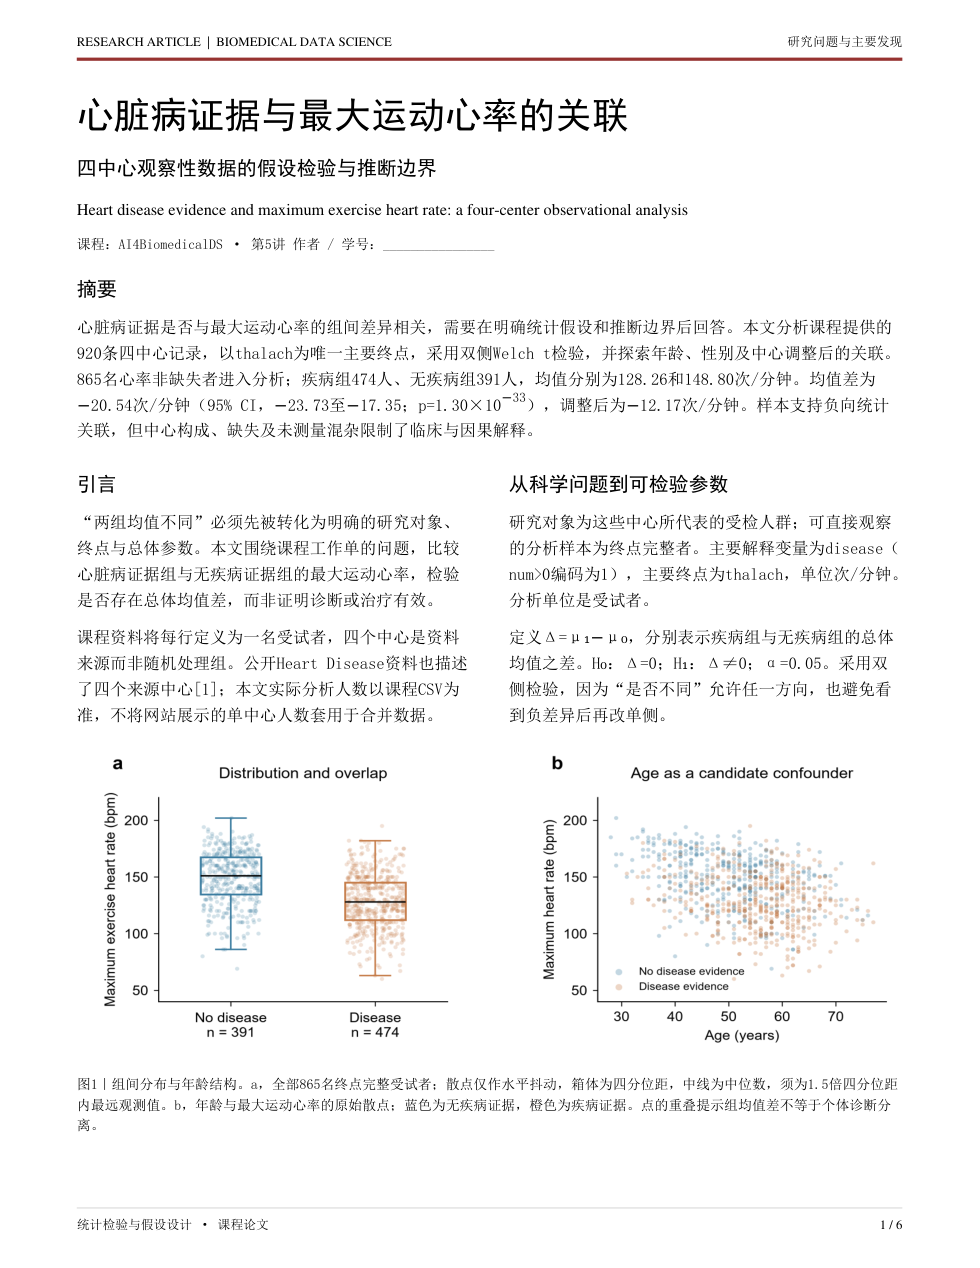 RESEARCH ARTICLE | BIOMEDICAL DATA SCIENCE
研究问题与主要发现
心脏病证据与最大运动心率的关联
四中心观察性数据的假设检验与推断边界
Heart disease evidence and maximum exercise heart rate: a four-center observational analysis
课程：AI4BiomedicalDS • 第5讲 作者 / 学号：________________
摘要
心脏病证据是否与最大运动心率的组间差异相关，需要在明确统计假设和推断边界后回答。本文分析课程提供的
920条四中心记录，以thalach为唯一主要终点，采用双侧Welch t检验，并探索年龄、性别及中心调整后的关联。
865名心率非缺失者进入分析；疾病组474人、无疾病组391人，均值分别为128.26和148.80次/分钟。均值差为
−20.54次/分钟（95% CI，−23.73至−17.35；p=1.30×10⁻³³），调整后为−12.17次/分钟。样本支持负向统计
关联，但中心构成、缺失及未测量混杂限制了临床与因果解释。
引言
“两组均值不同”必须先被转化为明确的研究对象、
终点与总体参数。本文围绕课程工作单的问题，比较
心脏病证据组与无疾病证据组的最大运动心率，检验
是否存在总体均值差，而非证明诊断或治疗有效。
课程资料将每行定义为一名受试者，四个中心是资料
来源而非随机处理组。公开Heart Disease资料也描述
了四个来源中心[1]；本文实际分析人数以课程CSV为
准，不将网站展示的单中心人数套用于合并数据。
从科学问题到可检验参数
研究对象为这些中心所代表的受检人群；可直接观察
的分析样本为终点完整者。主要解释变量为disease（
num>0编码为1），主要终点为thalach，单位次/分钟。
分析单位是受试者。
定义Δ=μ₁−μ₀，分别表示疾病组与无疾病组的总体
均值之差。H₀：Δ=0；H₁：Δ≠0；α=0.05。采用双
侧检验，因为“是否不同”允许任一方向，也避免看
到负差异后再改单侧。
a
Distribution and overlap
Maximum exercise heart rate (bpm)
200
150
100
50
No disease
n = 391
Disease
n = 474
b
Age as a candidate confounder
Maximum heart rate (bpm)
200
150
100
50
No disease evidence
Disease evidence
30 40 50 60 70
Age (years)
图1｜组间分布与年龄结构。a，全部865名终点完整受试者；散点仅作水平抖动，箱体为四分位距，中线为中位数，须为1.5倍四分位距
内最远观测值。b，年龄与最大运动心率的原始散点；蓝色为无疾病证据，橙色为疾病证据。点的重叠提示组均值差不等于个体诊断分
离。
统计检验与假设设计 • 课程论文
1 / 6